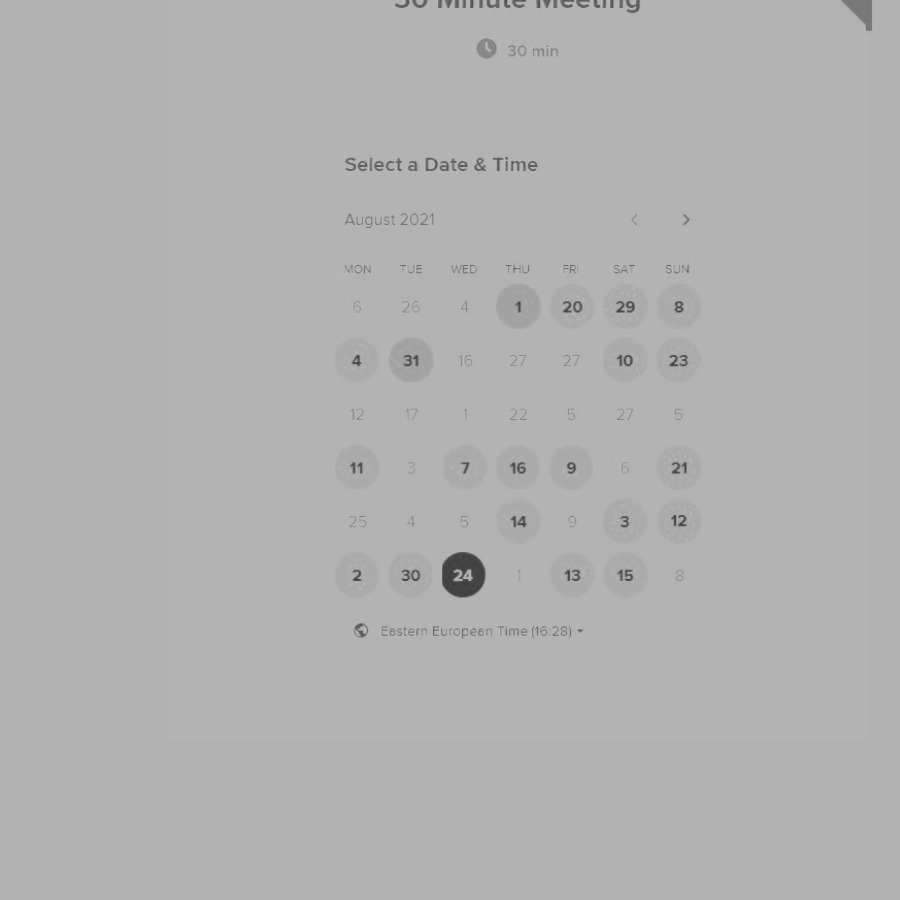 30 Minute Meeting
30 min
Select a Date & Time
August 2021
MON TUE WED THU FRI SAT SUN
6 26 4 1 20 29 8
4 31 16 27 27 10 23
12 17 1 22 5 27 5
11 3 7 16 9 6 21
25 4 5 14 9 3 12
2 30 24 1 13 15 8
Eastern European Time (16:28)